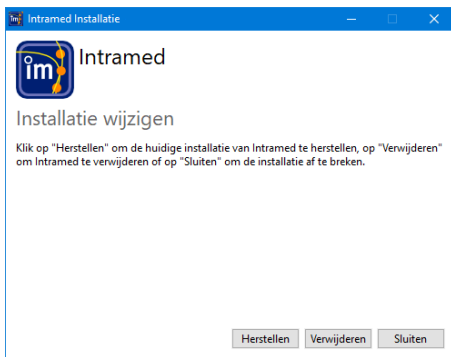 Intramed Installatie
im
Intramed
Installatie wijzigen
Klik op "Herstellen" om de huidige installatie van Intramed te herstellen, op "Verwijderen"
om Intramed te verwijderen of op "Sluiten" om de installatie af te breken.
Herstellen Verwijderen Sluiten